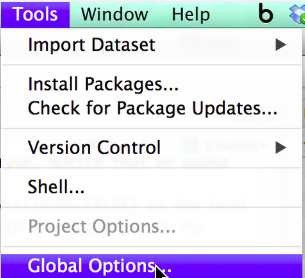 Tools Window Help
Import Dataset
Install Packages...
Check for Package Updates...
Version Control
Shell...
Project Options...
Global Options...